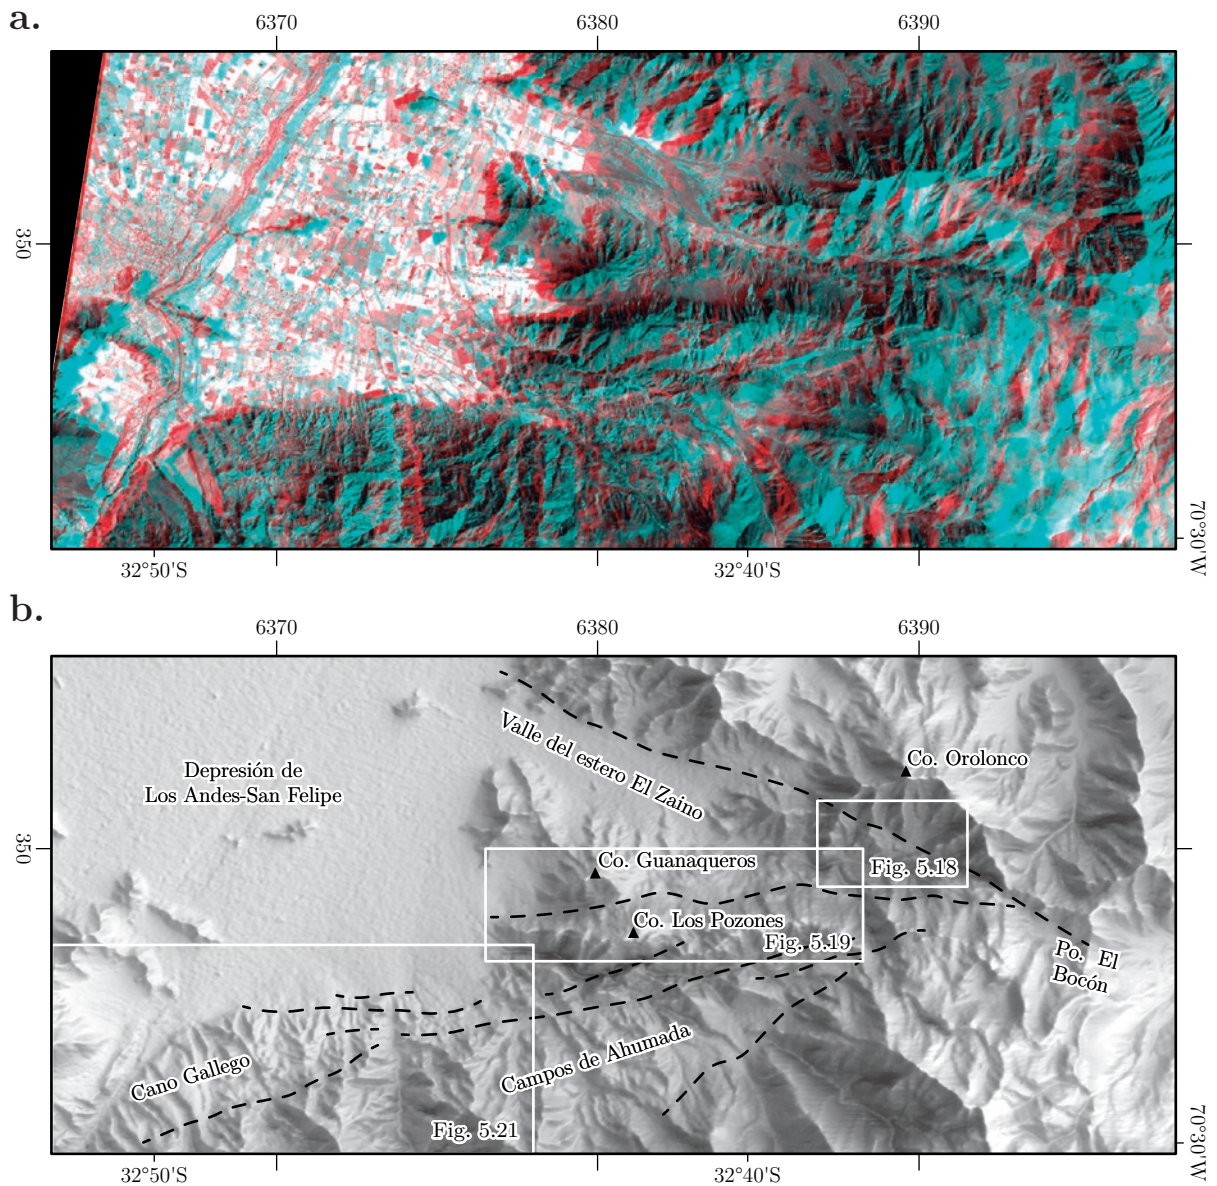 a.
6370 6380 6390
350
70°30'W
32°50'S 32°40'S
b.
6370 6380 6390
Valle del estero El Zaino
Depresión de
Los Andes-San Felipe
Co. Orolonco
350
Co. Guanaqueros
Fig. 5.18
Co. Los Pozones
Fig. 5.19
Po. El
Bocón
Cano Gallego
Campos de Ahumada
Fig. 5.21
70°30'W
32°50'S 32°40'S